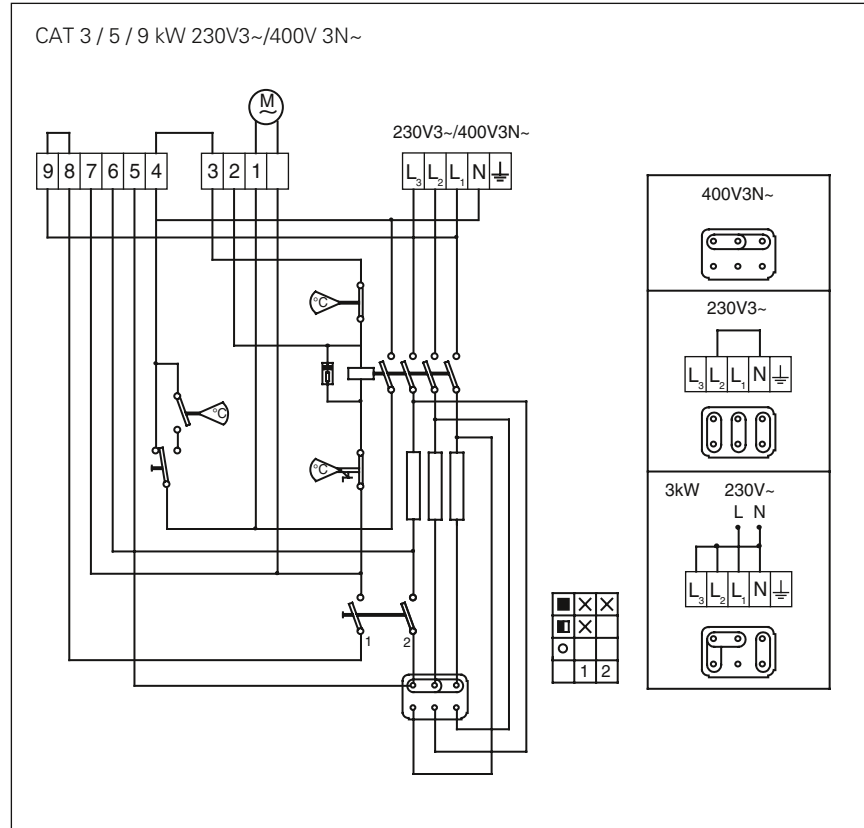 CAT 3 / 5 / 9 kW 230V3~/400V 3N~
M
~
230V3~/400V3N~
9 8 7 6 5 4 3 2 1 L3 L2 L1 N
°C
°C
°C
1 2
1 2
400V3N~
230V3~
L3 L2 L1 N
3kW 230V~
L N
L3 L2 L1 N